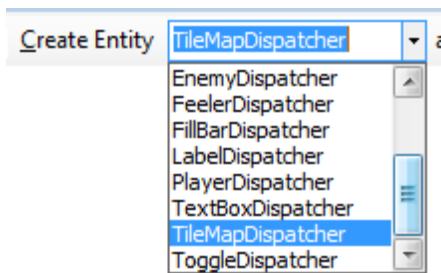 Create Entity TileMapDispatcher
EnemyDispatcher
FeelerDispatcher
FillBarDispatcher
LabelDispatcher
PlayerDispatcher
TextBoxDispatcher
TileMapDispatcher
ToggleDispatcher